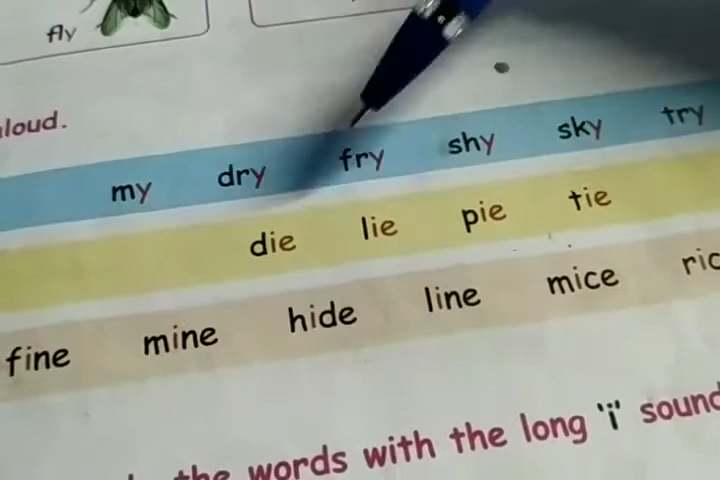 fly
aloud.
my dry fry shy sky try
die lie pie tie
fine mine hide line mice
the words with the long 'i' sound